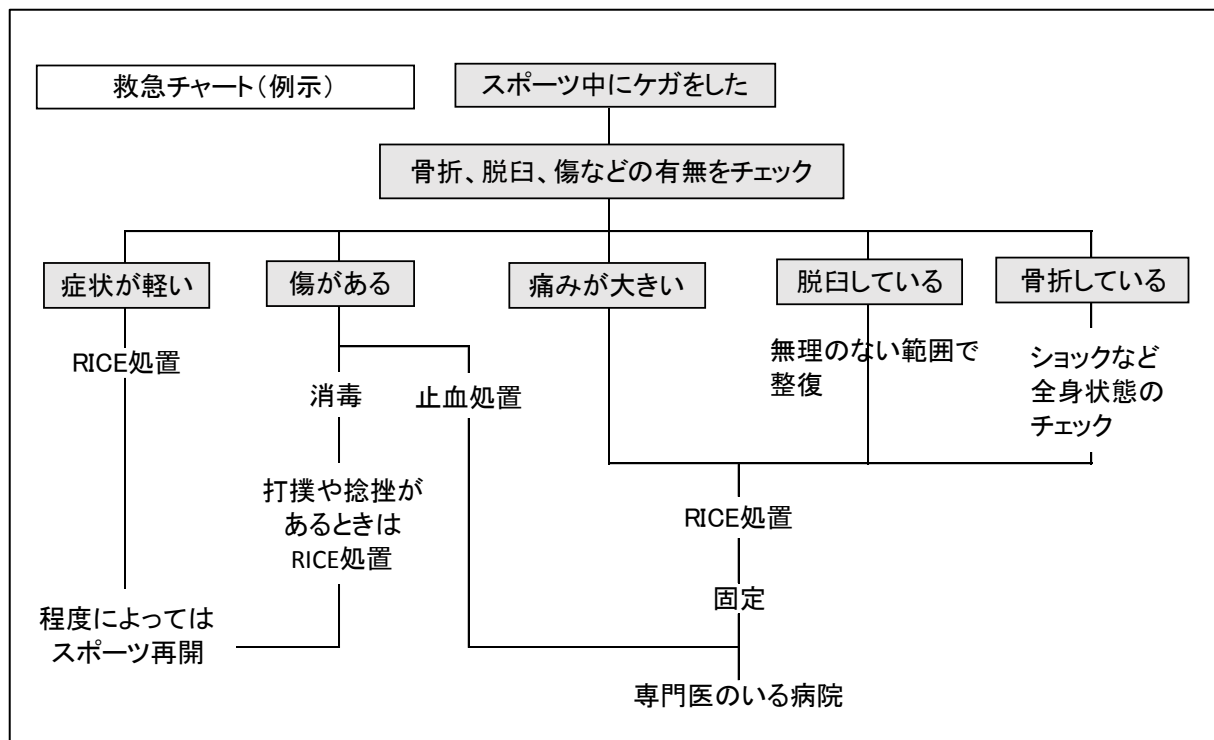 救急チャート(例示)
スポーツ中にケガをした
骨折、脱臼、傷などの有無をチェック
症状が軽い
傷がある
痛みが大きい
脱臼している
骨折している
RICE処置
消毒
止血処置
無理のない範囲で
整復
ショックなど
全身状態の
チェック
打撲や捻挫が
あるときは
RICE処置
RICE処置
固定
程度によっては
スポーツ再開
専門医のいる病院